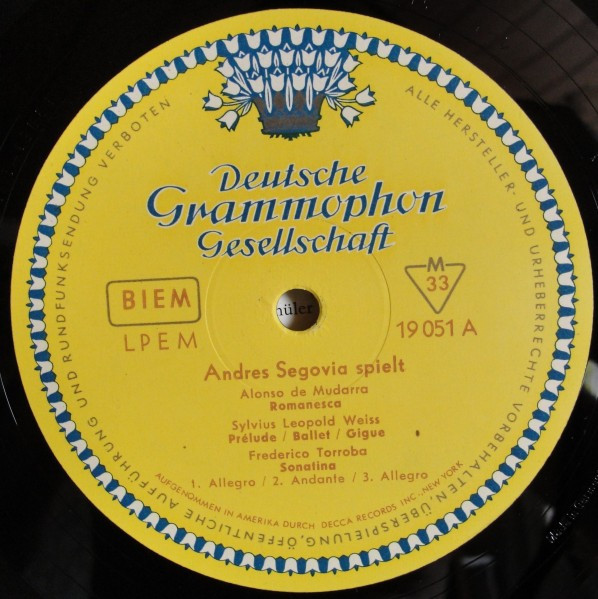 Deutsche
Grammophon
Gesellschaft
BIEM
LPEM
M
33
19 051 A
hüler
Andres Segovia spielt
Alonso de Mudarra
Romanesca
Sylvius Leopold Weiss
Prélude / Ballet / Gigue
Frederico Torroba
Sonatina
1. Allegro / 2. Andante / 3. Allegro
AUFGENOMMEN IN AMERIKA DURCH DECCA RECORDS INC., NEW YORK
ALLE HERSTELLER- UND URHEBERRECHTE VORBEHALTEN. ÜBERSPIELUNG, ÖFFENTLICHE AUFFÜHRUNG UND RUNDFUNKSENDUNG VERBOTEN